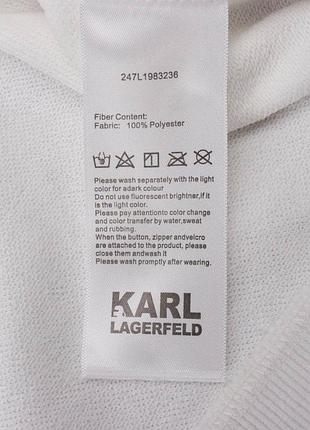 247L1983236
Fiber Content:
Fabric: 100% Polyester
Please wash separately with the light
color for adark colour
Do not use fluorescent brightner,if it
is the light color.
Please pay attentionto color change
and color transfer by water,sweat
and rubbing.
When the button, zipper andvelcro
are attached to the product, please
close them andwash it
Please wash promptly after wearing.
KARL
LAGERFELD